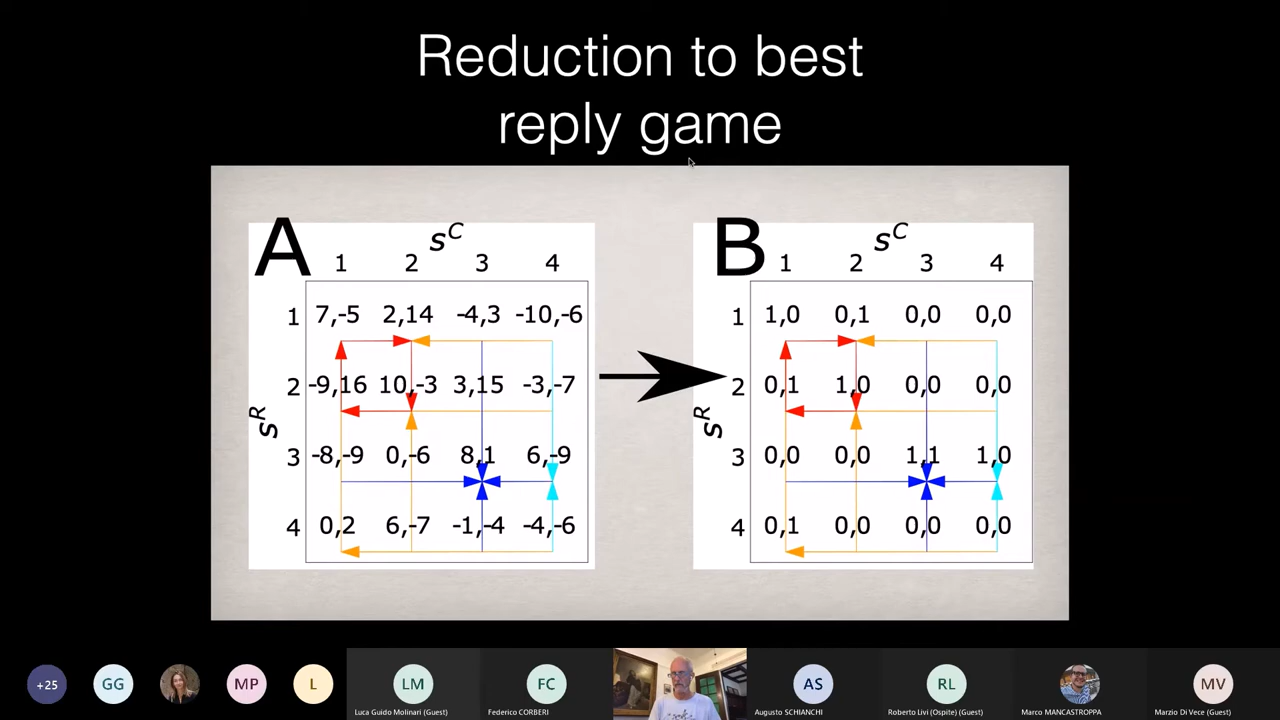 Reduction to best
reply game
A
s^C
1 2 3 4
s^R
1 7,-5 2,14 -4,3 -10,-6
2 -9,16 10,-3 3,15 -3,-7
3 -8,-9 0,-6 8,1 6,-9
4 0,2 6,-7 -1,-4 -4,-6
B
s^C
1 2 3 4
s^R
1 1,0 0,1 0,0 0,0
2 0,1 1,0 0,0 0,0
3 0,0 0,0 1,1 1,0
4 0,1 0,0 0,0 0,0
+25 GG MP L LM FC AS RL MV
Luca Guido Molinari (Guest) Federico CORBERI Augusto SCHIANCHI Roberto Livi (Ospite) (Guest) Marco MANCASTROPPA Marzio Di Vece (Guest)